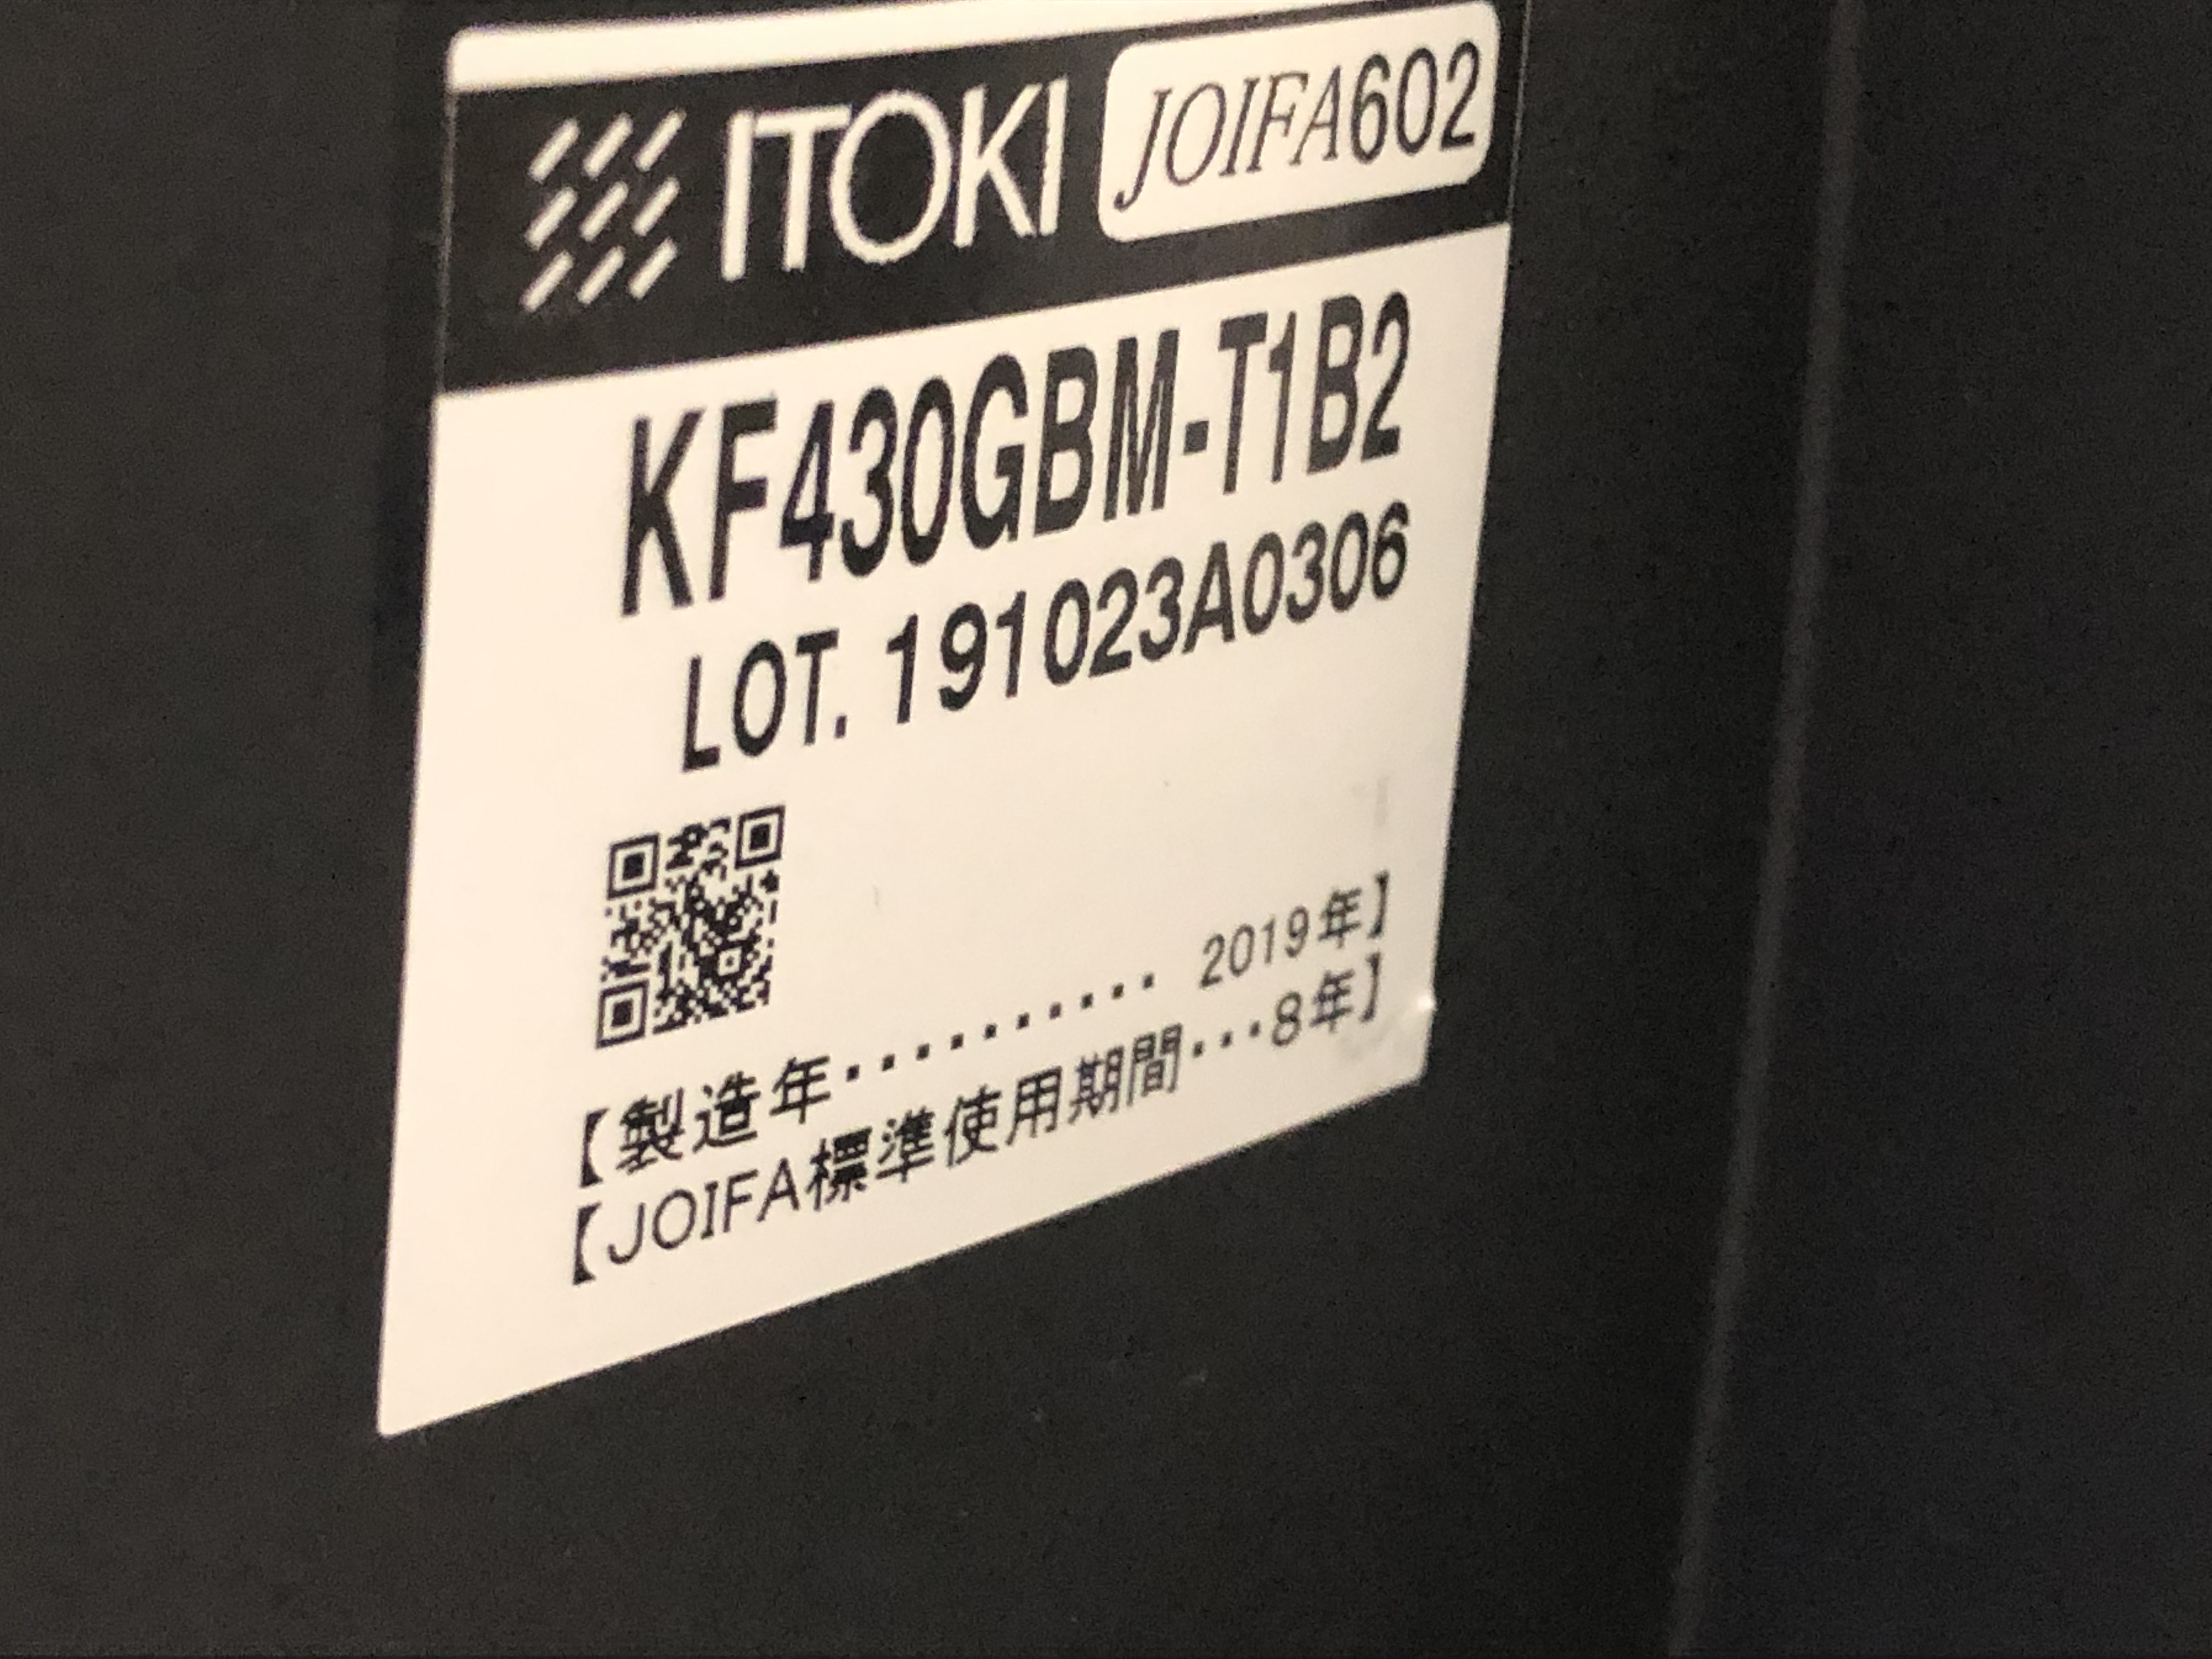 ITOKI JOIFA602
KF430GBM-T1B2
LOT. 191023A0306
【製造年･･･････････ 2019年】
【JOIFA標準使用期間･･･8年】